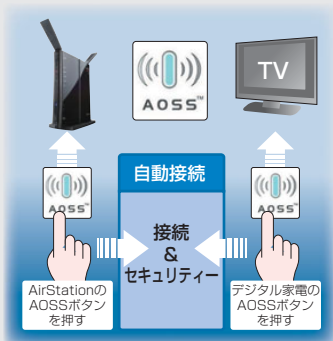 AOSS™
TV
自動接続
AOSS
AOSS
接続
&
セキュリティー
AirStationの
AOSSボタン
を押す
デジタル家電の
AOSSボタン
を押す